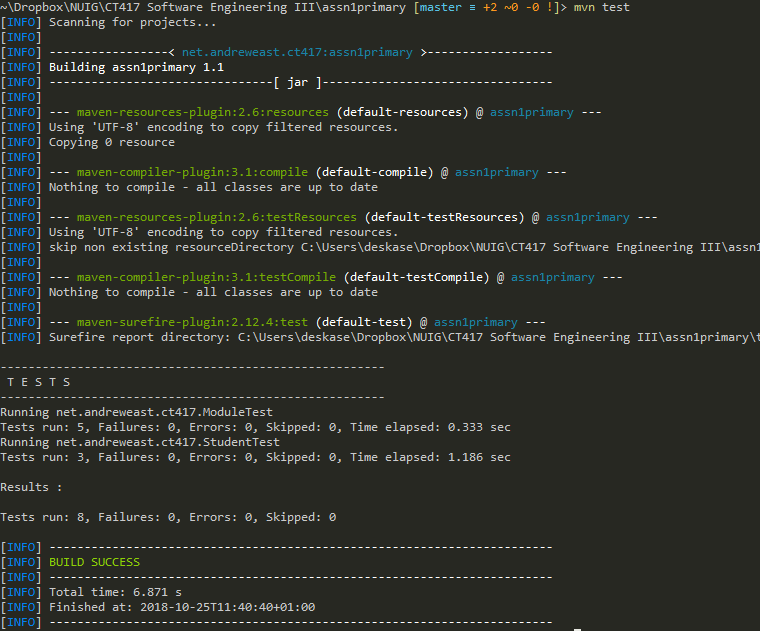 ~\Dropbox\NUIG\CT417 Software Engineering III\assn1primary [master ≡ +2 ~0 -0 !]> mvn test
[INFO] Scanning for projects...
[INFO]
[INFO] -----------------< net.andreweast.ct417:assn1primary >------------------
[INFO] Building assn1primary 1.1
[INFO] --------------------------------[ jar ]---------------------------------
[INFO]
[INFO] --- maven-resources-plugin:2.6:resources (default-resources) @ assn1primary ---
[INFO] Using 'UTF-8' encoding to copy filtered resources.
[INFO] Copying 0 resource
[INFO]
[INFO] --- maven-compiler-plugin:3.1:compile (default-compile) @ assn1primary ---
[INFO] Nothing to compile - all classes are up to date
[INFO]
[INFO] --- maven-resources-plugin:2.6:testResources (default-testResources) @ assn1primary ---
[INFO] Using 'UTF-8' encoding to copy filtered resources.
[INFO] skip non existing resourceDirectory C:\Users\deskase\Dropbox\NUIG\CT417 Software Engineering III\assn1
[INFO]
[INFO] --- maven-compiler-plugin:3.1:testCompile (default-testCompile) @ assn1primary ---
[INFO] Nothing to compile - all classes are up to date
[INFO]
[INFO] --- maven-surefire-plugin:2.12.4:test (default-test) @ assn1primary ---
[INFO] Surefire report directory: C:\Users\deskase\Dropbox\NUIG\CT417 Software Engineering III\assn1primary\t
-------------------------------------------------------
T E S T S
-------------------------------------------------------
Running net.andreweast.ct417.ModuleTest
Tests run: 5, Failures: 0, Errors: 0, Skipped: 0, Time elapsed: 0.333 sec
Running net.andreweast.ct417.StudentTest
Tests run: 3, Failures: 0, Errors: 0, Skipped: 0, Time elapsed: 1.186 sec
Results :
Tests run: 8, Failures: 0, Errors: 0, Skipped: 0
[INFO] ------------------------------------------------------------------------
[INFO] BUILD SUCCESS
[INFO] ------------------------------------------------------------------------
[INFO] Total time: 6.871 s
[INFO] Finished at: 2018-10-25T11:40:40+01:00
[INFO] ------------------------------------------------------------------------